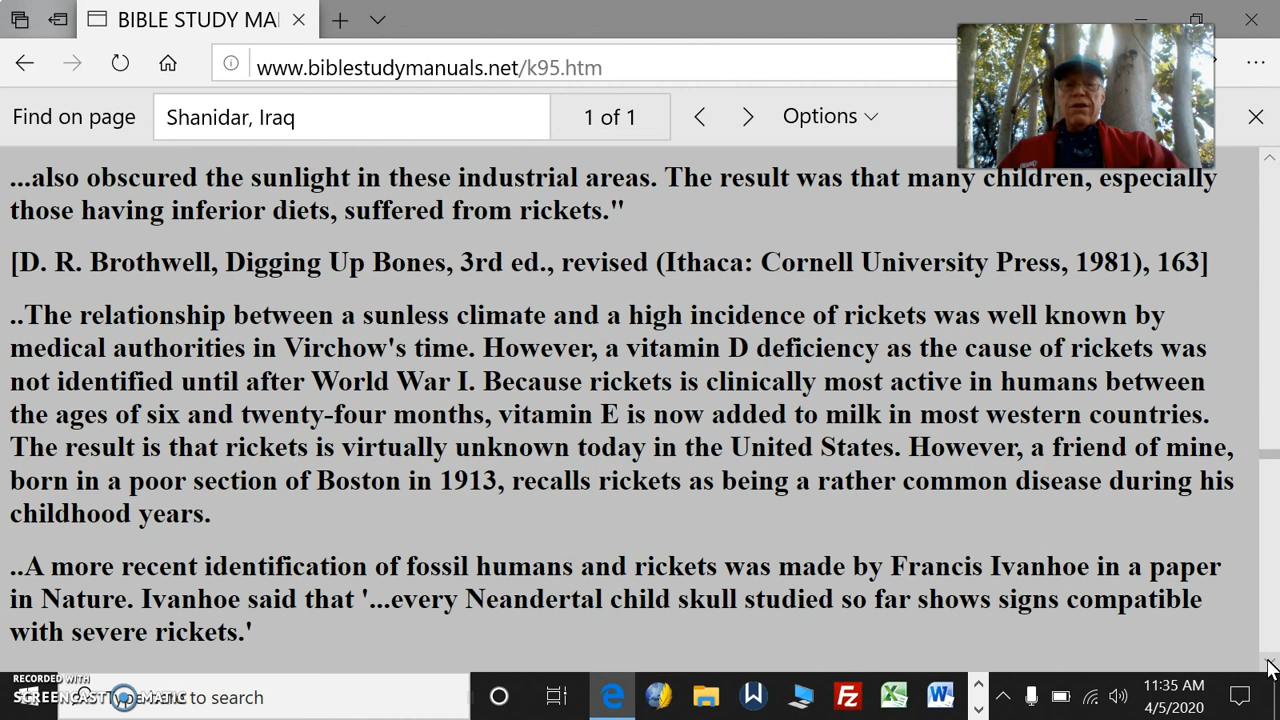 BIBLE STUDY MA
www.biblestudymanuals.net/k95.htm
Find on page
Shanidar, Iraq
1 of 1
Options
...also obscured the sunlight in these industrial areas. The result was that many children, especially
those having inferior diets, suffered from rickets."
[D. R. Brothwell, Digging Up Bones, 3rd ed., revised (Ithaca: Cornell University Press, 1981), 163]
..The relationship between a sunless climate and a high incidence of rickets was well known by
medical authorities in Virchow's time. However, a vitamin D deficiency as the cause of rickets was
not identified until after World War I. Because rickets is clinically most active in humans between
the ages of six and twenty-four months, vitamin E is now added to milk in most western countries.
The result is that rickets is virtually unknown today in the United States. However, a friend of mine,
born in a poor section of Boston in 1913, recalls rickets as being a rather common disease during his
childhood years.
..A more recent identification of fossil humans and rickets was made by Francis Ivanhoe in a paper
in Nature. Ivanhoe said that '...every Neandertal child skull studied so far shows signs compatible
with severe rickets.'
RECORDED WITH
SCREENCAST MATIC
Type here to search
11:35 AM
4/5/2020